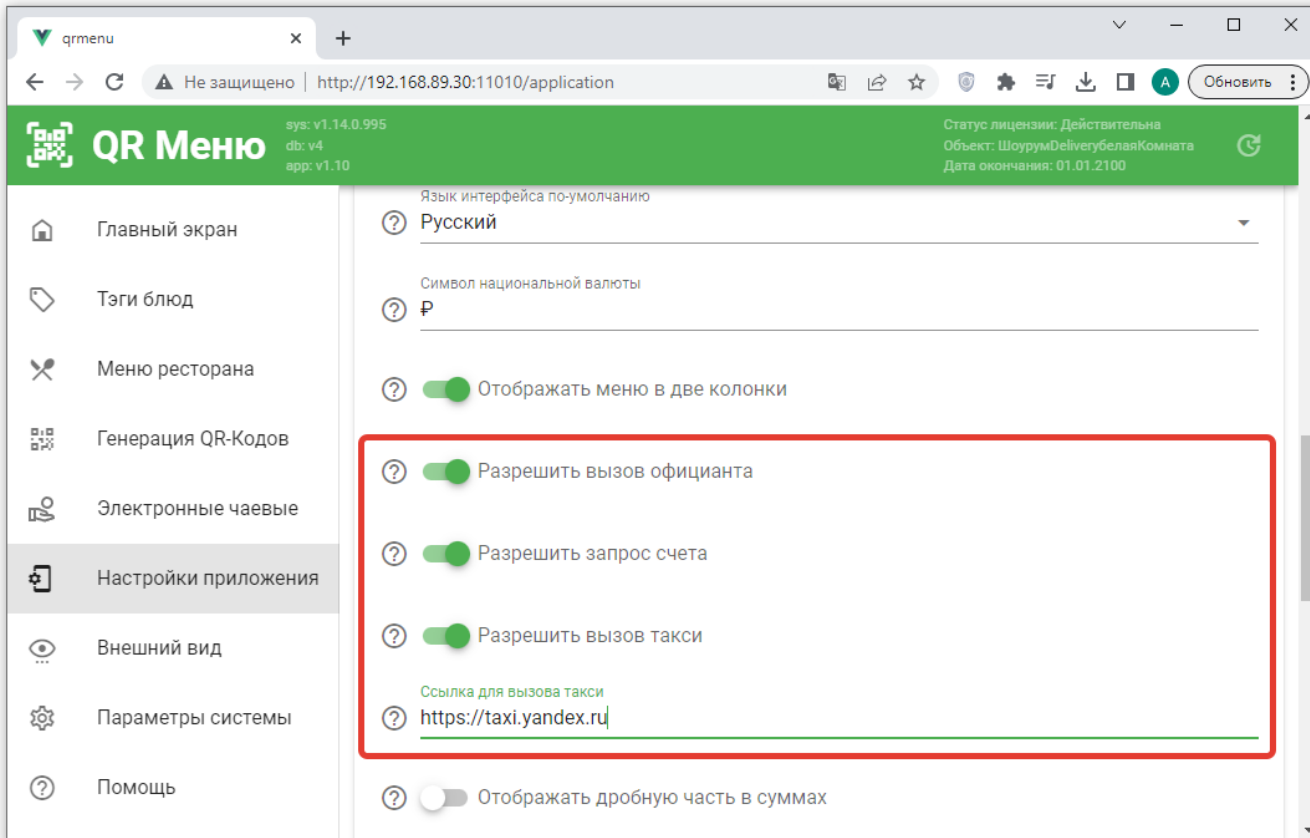 qrmenu
Не защищено
http://192.168.89.30:11010/application
А
Обновить
QR Меню
sys: v1.14.0.995
db: v4
app: v1.10
Статус лицензии: Действительна
Объект: ШоурумDeliveryбелаяКомната
Дата окончания: 01.01.2100
Главный экран
Тэги блюд
Меню ресторана
Генерация QR-Кодов
Электронные чаевые
Настройки приложения
Внешний вид
Параметры системы
Помощь
Язык интерфейса по-умолчанию
Русский
Символ национальной валюты
₽
Отображать меню в две колонки
Разрешить вызов официанта
Разрешить запрос счета
Разрешить вызов такси
Ссылка для вызова такси
https://taxi.yandex.ru
Отображать дробную часть в суммах